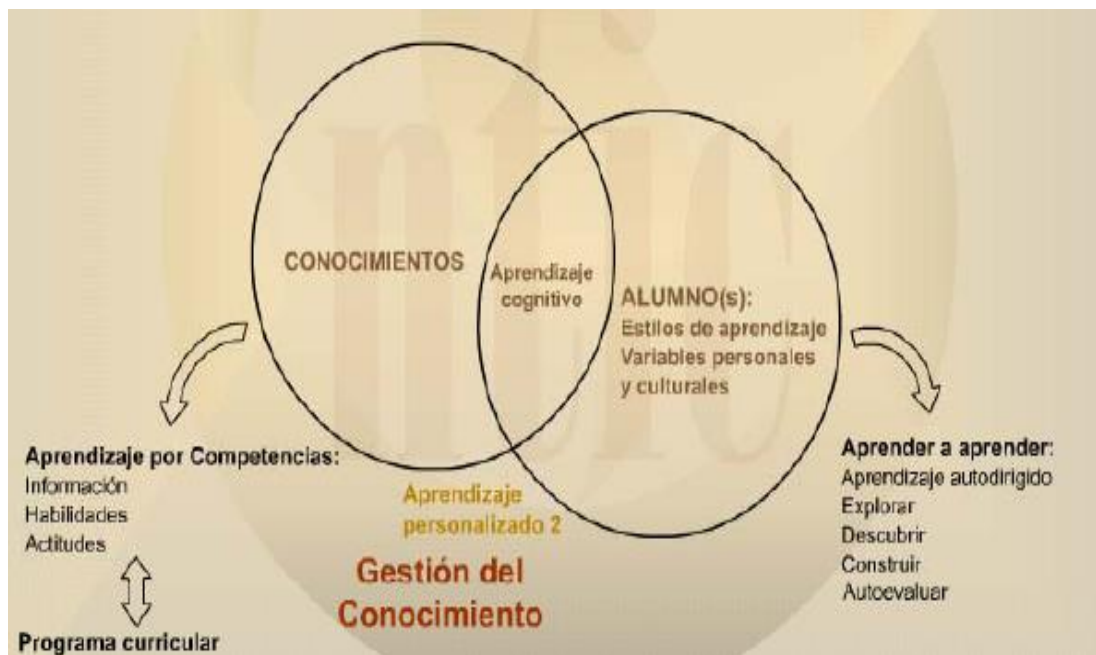 ntic
CONOCIMIENTOS
Aprendizaje
cognitivo
ALUMNO(s):
Estilos de aprendizaje
Variables personales
y culturales
Aprendizaje por Competencias:
Información
Habilidades
Actitudes
Programa curricular
Aprendizaje
personalizado 2
Gestión del
Conocimiento
Aprender a aprender:
Aprendizaje autodirigido
Explorar
Descubrir
Construir
Autoevaluar